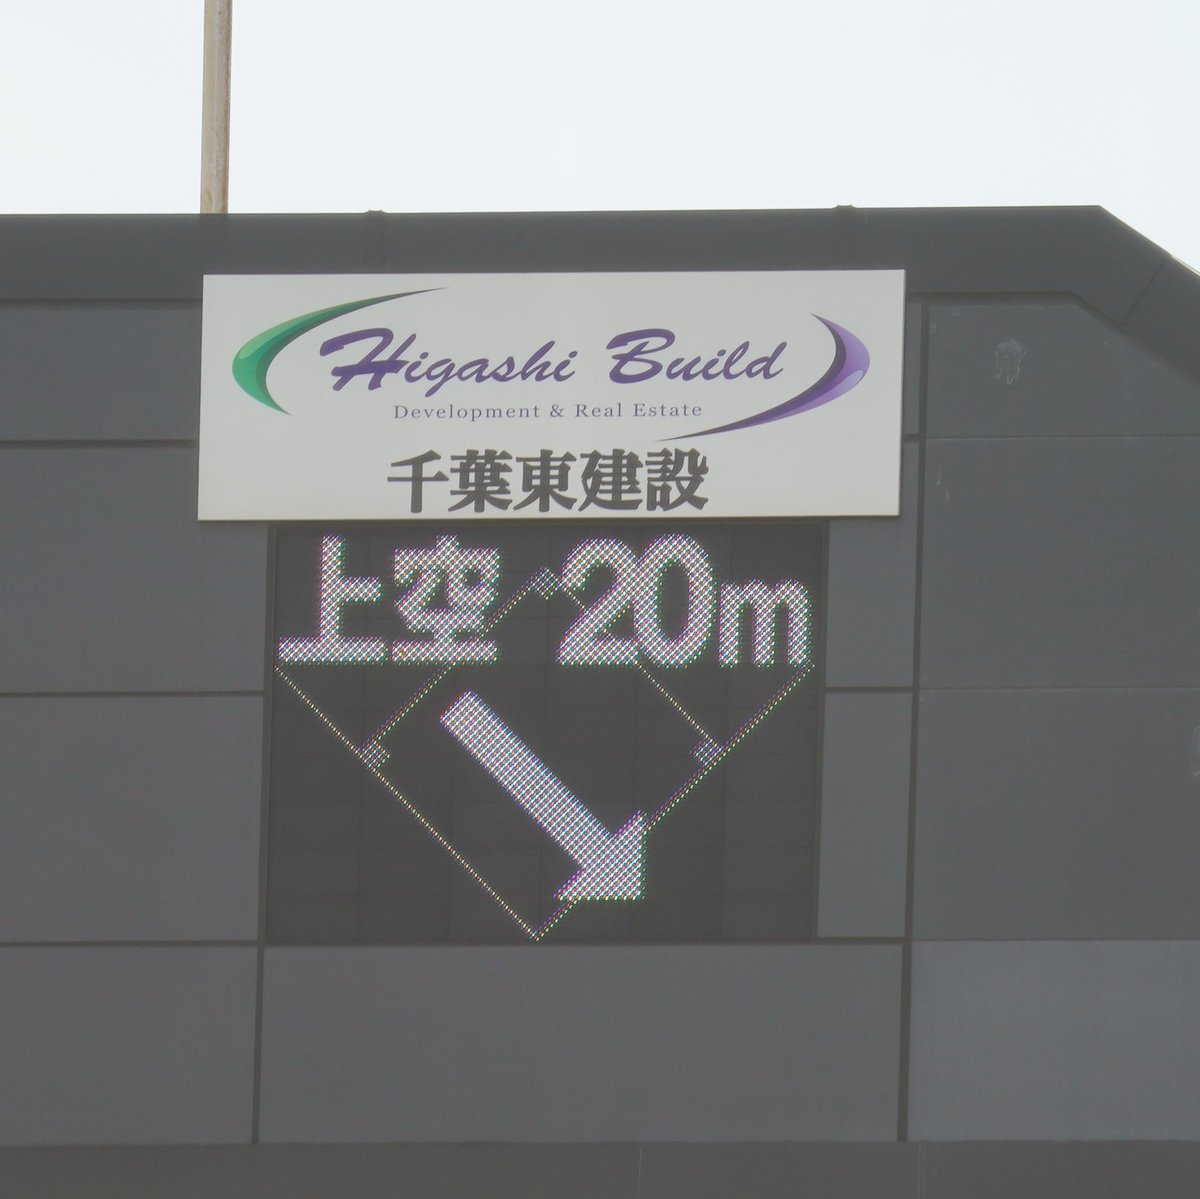 Higashi Build
Development & Real Estate
千葉東建設
上空 20m